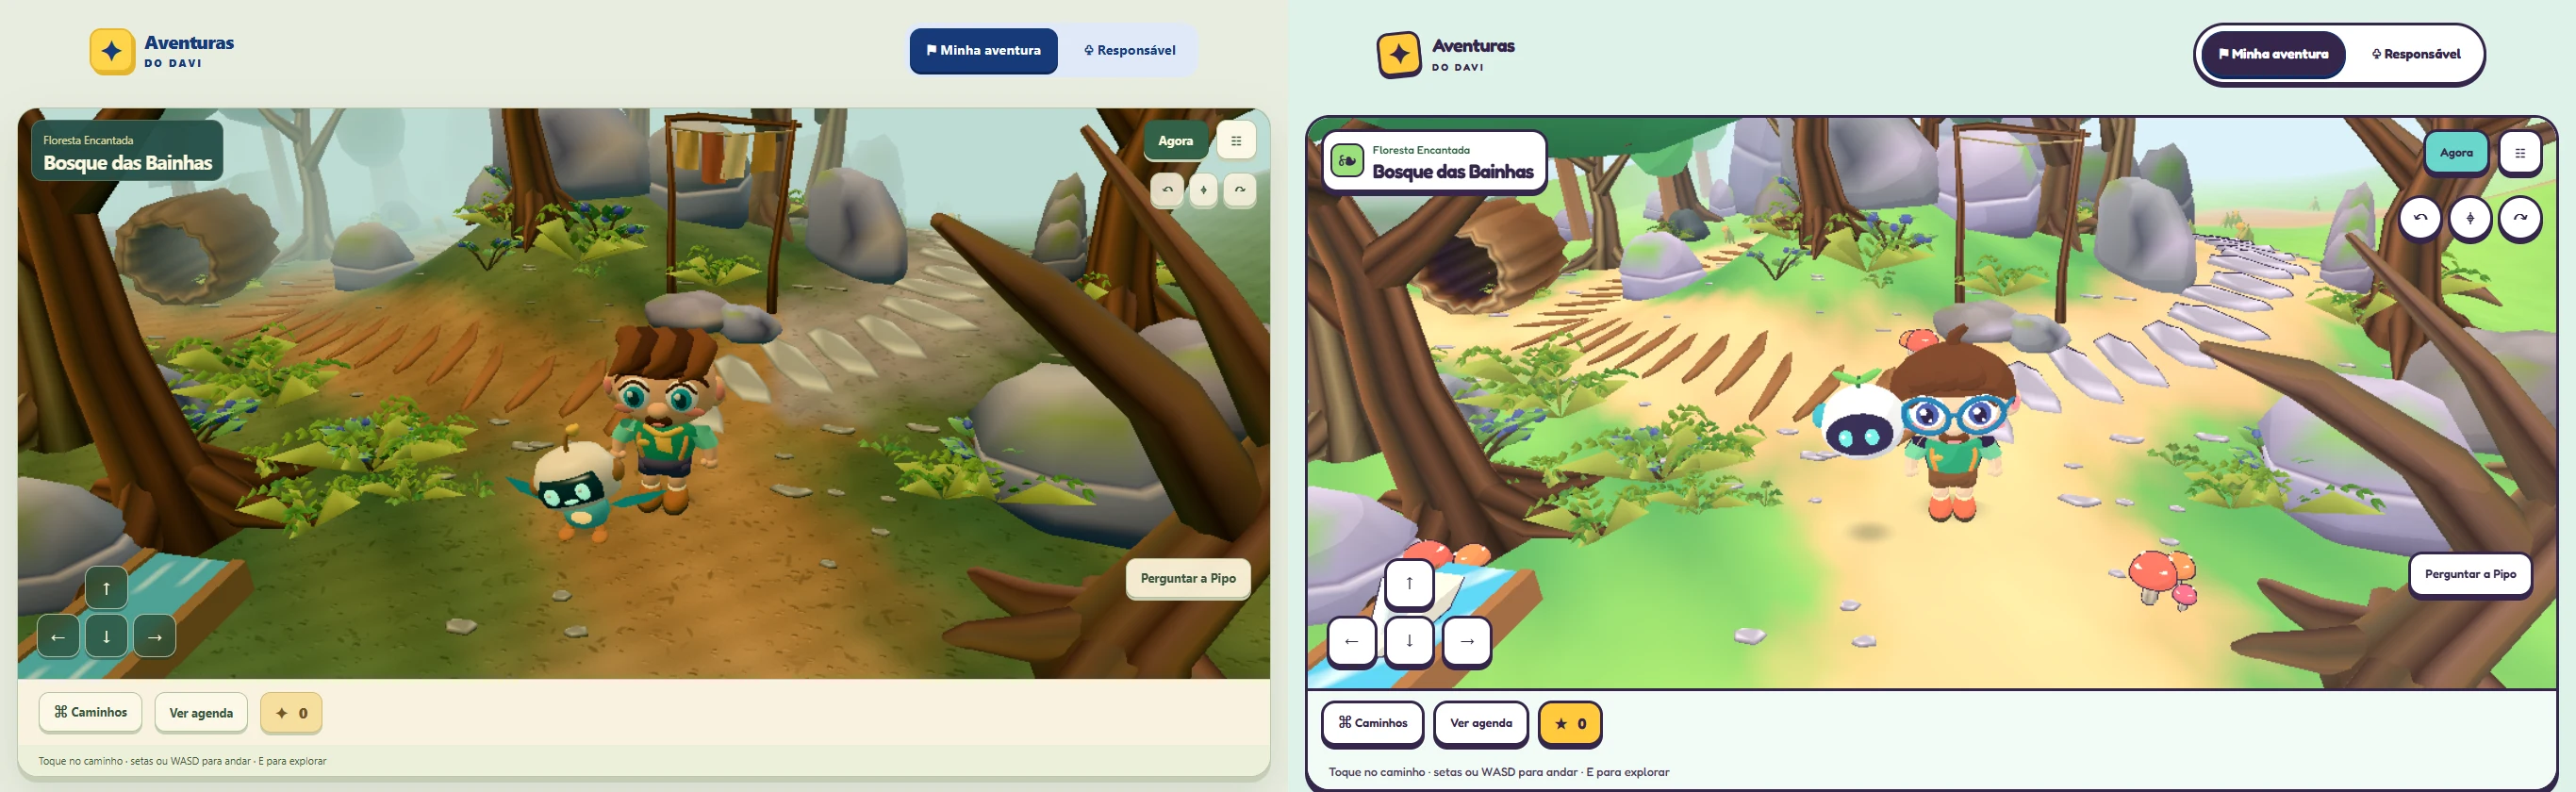 Aventuras
DO DAVI
Minha aventura
Responsável
Floresta Encantada
Bosque das Bainhas
Agora
Perguntar a Pipo
Caminhos
Ver agenda
0
Toque no caminho · setas ou WASD para andar · E para explorar
Aventuras
DO DAVI
Minha aventura
Responsável
Floresta Encantada
Bosque das Bainhas
Agora
Perguntar a Pipo
Caminhos
Ver agenda
0
Toque no caminho · setas ou WASD para andar · E para explorar